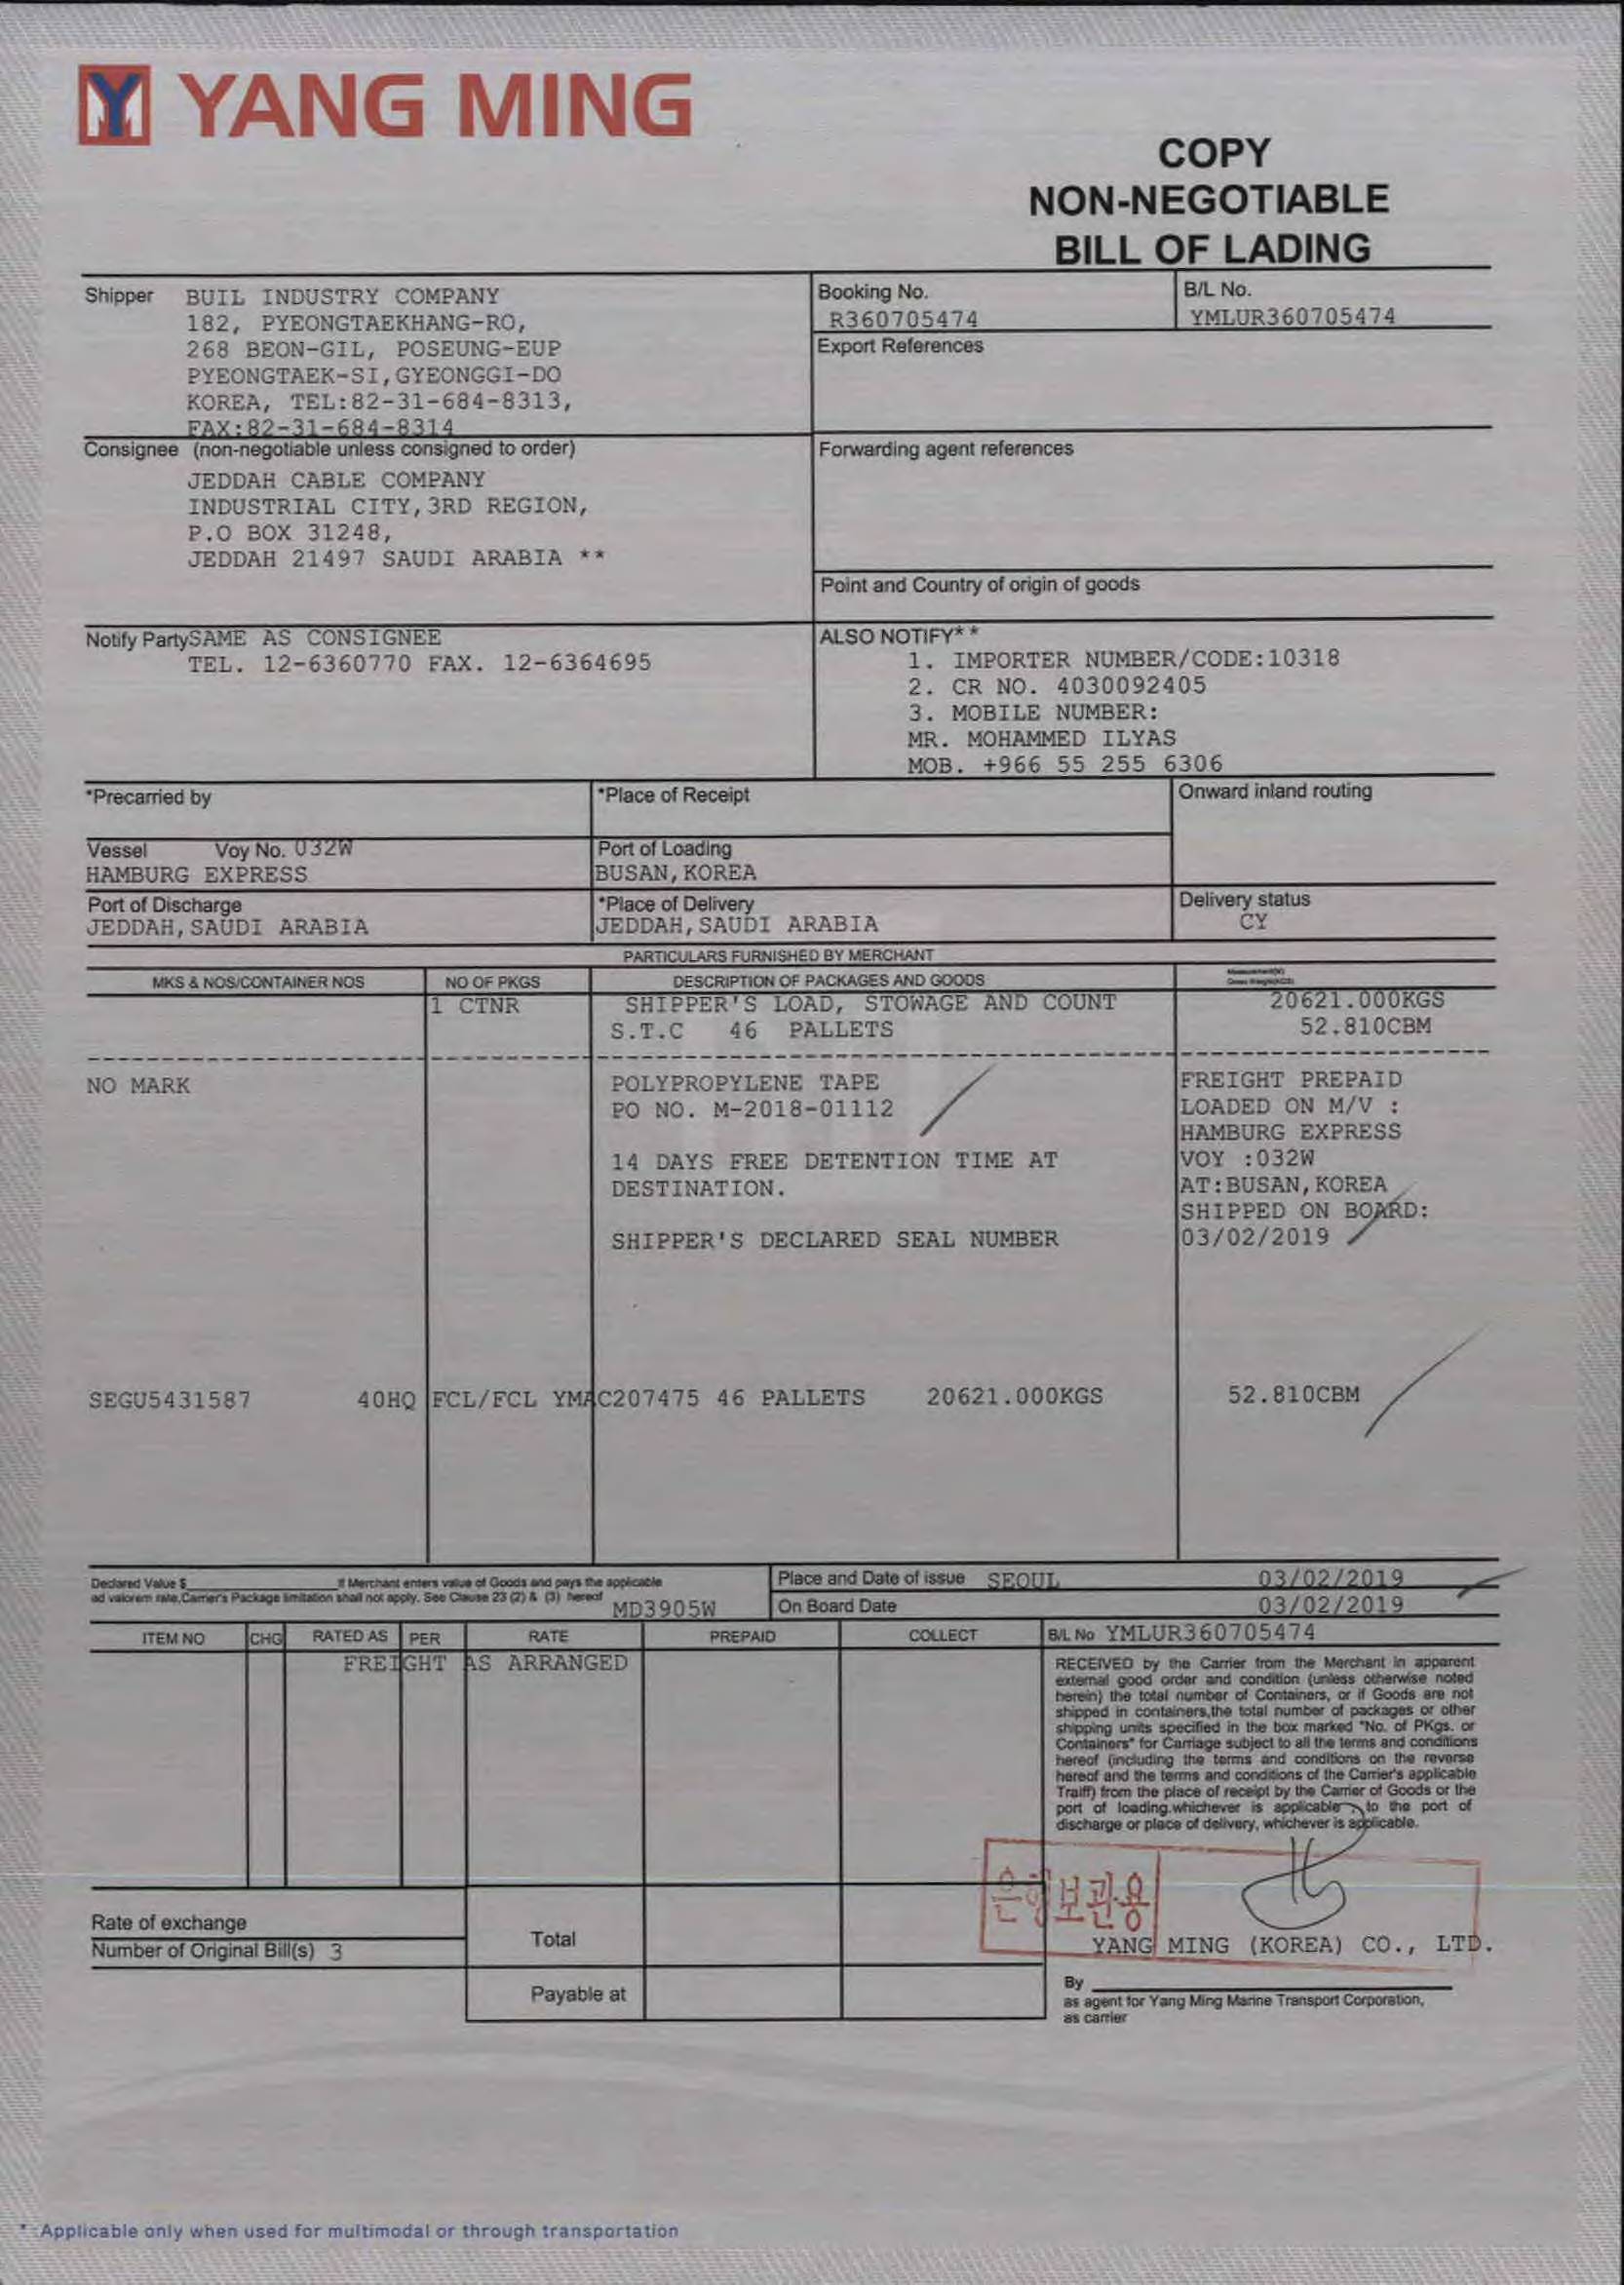 YANG MING
COPY
NON-NEGOTIABLE
BILL OF LADING
Shipper BUIL INDUSTRY COMPANY
182, PYEONGTAEKHANG-RO,
268 BEON-GIL, POSEUNG-EUP
PYEONGTAEK-SI,GYEONGGI-DO
KOREA, TEL:82-31-684-8313,
FAX:82-31-684-8314
Booking No.
R360705474
B/L No.
YMLUR360705474
Export References
Consignee (non-negotiable unless consigned to order)
JEDDAH CABLE COMPANY
INDUSTRIAL CITY,3RD REGION,
P.O BOX 31248,
JEDDAH 21497 SAUDI ARABIA **
Forwarding agent references
Point and Country of origin of goods
Notify Party SAME AS CONSIGNEE
TEL. 12-6360770 FAX. 12-6364695
ALSO NOTIFY**
1. IMPORTER NUMBER/CODE:10318
2. CR NO. 4030092405
3. MOBILE NUMBER:
MR. MOHAMMED ILYAS
MOB. +966 55 255 6306
*Precarried by
*Place of Receipt
Onward inland routing
Vessel Voy No. 032W
HAMBURG EXPRESS
Port of Loading
BUSAN,KOREA
Port of Discharge
JEDDAH,SAUDI ARABIA
*Place of Delivery
JEDDAH,SAUDI ARABIA
Delivery status
CY
PARTICULARS FURNISHED BY MERCHANT
MKS & NOS/CONTAINER NOS NO OF PKGS DESCRIPTION OF PACKAGES AND GOODS
1 CTNR SHIPPER'S LOAD, STOWAGE AND COUNT 20621.000KGS
S.T.C 46 PALLETS 52.810CBM
NO MARK
POLYPROPYLENE TAPE
PO NO. M-2018-01112
14 DAYS FREE DETENTION TIME AT
DESTINATION.
SHIPPER'S DECLARED SEAL NUMBER
FREIGHT PREPAID
LOADED ON M/V :
HAMBURG EXPRESS
VOY :032W
AT:BUSAN,KOREA
SHIPPED ON BOARD:
03/02/2019
SEGU5431587 40HQ FCL/FCL YMAC207475 46 PALLETS 20621.000KGS 52.810CBM
Declared Value $ If Merchant enters value of Goods and pays the applicable
ad valorem rate,Carrier's Package limitation shall not apply. See Clause 23 (2) & (3) hereof
MD3905W
Place and Date of issue SEOUL 03/02/2019
On Board Date 03/02/2019
ITEM NO CHG RATED AS PER RATE PREPAID COLLECT
B/L No YMLUR360705474
FREIGHT AS ARRANGED
RECEIVED by the Carrier from the Merchant in apparent
external good order and condition (unless otherwise noted
herein) the total number of Containers, or if Goods are not
shipped in containers,the total number of packages or other
shipping units specified in the box marked "No. of PKgs. or
Containers" for Carriage subject to all the terms and conditions
hereof (including the terms and conditions on the reverse
hereof and the terms and conditions of the Carrier's applicable
Traiff) from the place of receipt by the Carrier of Goods or the
port of loading,whichever is applicable, to the port of
discharge or place of delivery, whichever is applicable.
은행보관용
Rate of exchange
Number of Original Bill(s) 3
Total
Payable at
YANG MING (KOREA) CO., LTD.
By
as agent for Yang Ming Marine Transport Corporation,
as carrier
* :Applicable only when used for multimodal or through transportation